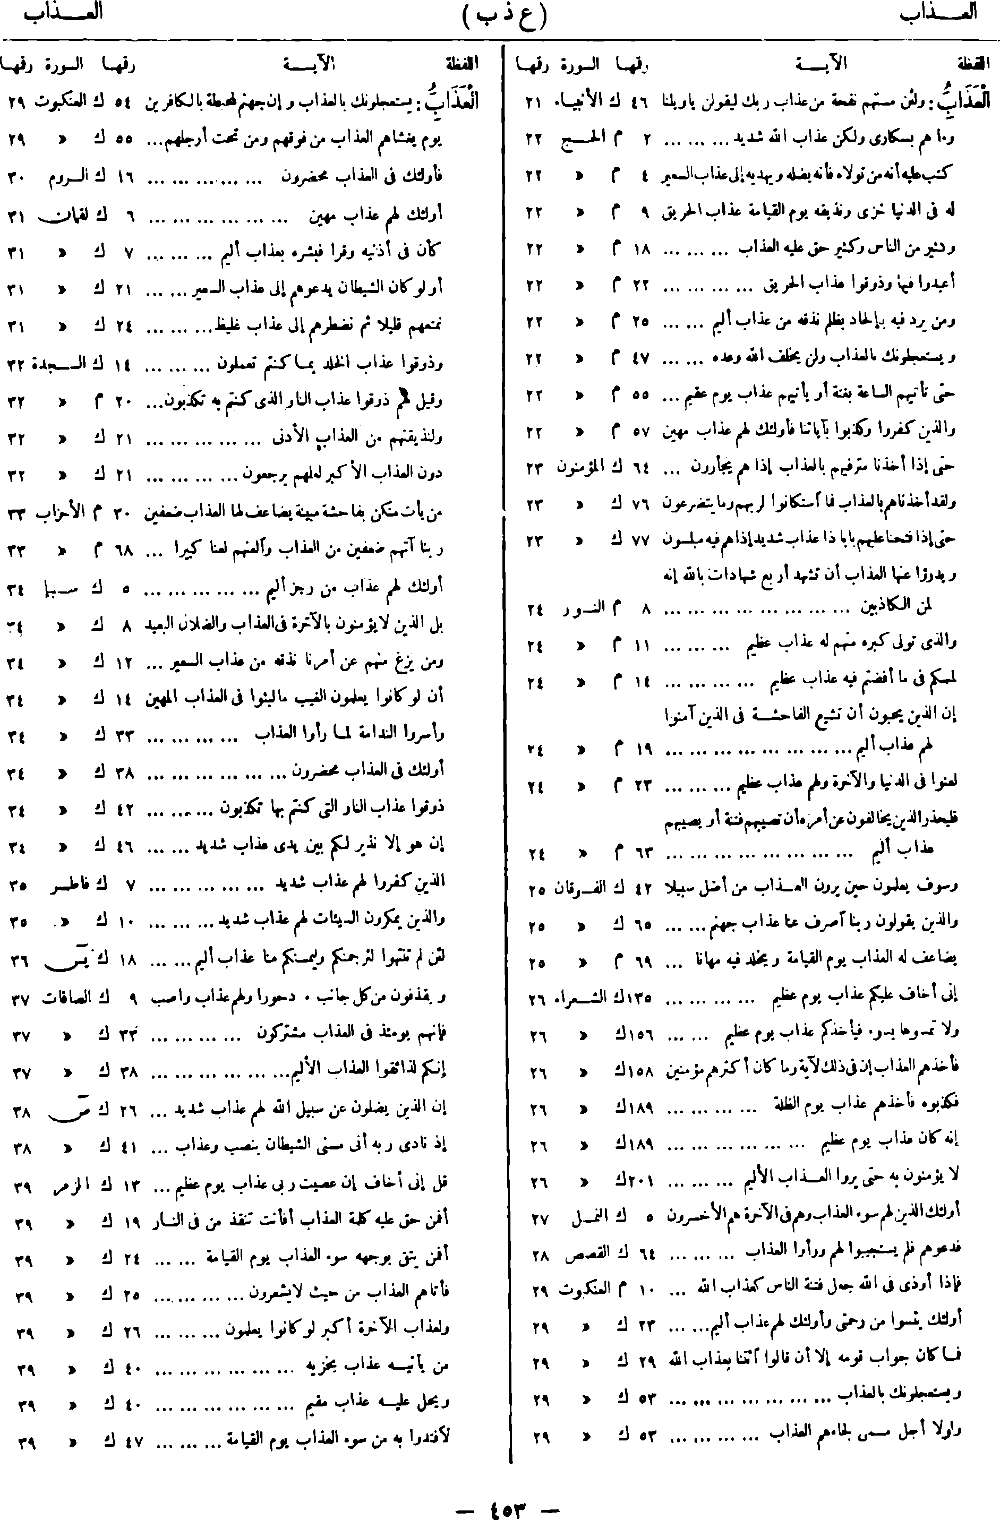 العـــذاب (ع ذ ب) العـــذاب
اللفظة الآيـــة رقمها السورة رقمها
العَذَابُ: ولئن مستهم نفحة من عذاب ربك ليقولن ياويلنا ٤٦ ك الأنبياء ٢١
وما هم بسكارى ولكن عذاب الله شديد ... ... ... ٢ م الحـــج ٢٢
كتب عليه أنه من تولاه فأنه يضله ويهديه إلى عذاب السعير ٤ م » ٢٢
له فى الدنيا خزى ونذيقه يوم القيامة عذاب الحريق ٩ م » ٢٢
وكثير من الناس وكثير حق عليه العذاب ... ... ... ١٨ م » ٢٢
أعيدوا فيها وذوقوا عذاب الحريق ... ... ... ... ٢٢ م » ٢٢
ومن يرد فيه بإلحاد بظلم نذقه من عذاب أليم ... ... ٢٥ م » ٢٢
ويستعجلونك بالعذاب ولن يخلف الله وعده ... ... ٤٧ م » ٢٢
حتى تأتيهم الساعة بغتة أو يأتيهم عذاب يوم عقيم ... ٥٥ م » ٢٢
والذين كفروا وكذبوا بآياتنا فأولئك لهم عذاب مهين ٥٧ م » ٢٢
حتى إذا أخذنا مترفيهم بالعذاب إذا هم يجأرون ... ٦٤ ك المؤمنون ٢٣
ولقد أخذناهم بالعذاب فما أستكانوا لربهم وما يتضرعون ٧٦ ك » ٢٣
حتى إذا فتحنا عليهم بابا ذا عذاب شديد إذا هم فيه مبلسون ٧٧ ك » ٢٣
ويدرؤا عنها العذاب أن تشهد أربع شهادات بالله إنه
لمن الكاذبين ... ... ... ... ... ... ... ... ٨ م النـــور ٢٤
والذى تولى كبره منهم له عذاب عظيم ... ... ... ١١ م » ٢٤
لمسكم فى ما أفضتم فيه عذاب عظيم ... ... ... ... ١٤ م » ٢٤
إن الذين يحبون أن تشيع الفاحشة فى الذين آمنوا
لهم عذاب أليم ... ... ... ... ... ... ... ... ١٩ م » ٢٤
لعنوا فى الدنيا والآخرة ولهم عذاب عظيم ... ... ... ٢٣ م » ٢٤
فليحذر الذين يخالفون عن أمره أن تصيبهم فتنة أو يصيبهم
عذاب أليم ... ... ... ... ... ... ... ... ٦٣ م » ٢٤
وسوف يعلمون حين يرون العذاب من أضل سبيلا ٤٢ ك الفرقان ٢٥
والذين يقولون ربنا أصرف عنا عذاب جهنم ... ... ٦٥ ك » ٢٥
يضاعف له العذاب يوم القيامة ويخلد فيه مهانا ... ٦٩ م » ٢٥
إنى أخاف عليكم عذاب يوم عظيم ... ... ... ... ١٣٥ ك الشعراء ٢٦
ولا تمسوها بسوء فيأخذكم عذاب يوم عظيم ... ... ١٥٦ ك » ٢٦
فأخذهم العذاب إن فى ذلك لآية وما كان أكثرهم مؤمنين ١٥٨ ك » ٢٦
فكذبوه فأخذهم عذاب يوم الظلة ... ... ... ... ١٨٩ ك » ٢٦
إنه كان عذاب يوم عظيم ... ... ... ... ... ... ١٨٩ ك » ٢٦
لا يؤمنون به حتى يروا العذاب الأليم ... ... ... ٢٠١ ك » ٢٦
أولئك الذين لهم سوء العذاب وهم فى الآخرة هم الأخسرون ٥ ك النمـــل ٢٧
فدعوهم فلم يستجيبوا لهم ورأوا العذاب ... ... ... ٦٤ ك القصص ٢٨
فإذا أوذى فى الله جعل فتنة الناس كعذاب الله ... ١٠ م العنكبوت ٢٩
أولئك يئسوا من رحمتى وأولئك لهم عذاب أليم ... ... ٢٣ ك » ٢٩
فما كان جواب قومه إلا أن قالوا أئتنا بعذاب الله ٢٩ ك » ٢٩
ويستعجلونك بالعذاب ... ... ... ... ... ... ... ٥٣ ك » ٢٩
ولولا أجل مسمى لجاءهم العذاب ... ... ... ... ٥٣ ك » ٢٩
اللفظة الآيـــة رقمها السورة رقمها
العَذَابُ: يستعجلونك بالعذاب وإن جهنم لمحيطة بالكافرين ٥٤ ك العنكبوت ٢٩
يوم يغشاهم العذاب من فوقهم ومن تحت أرجلهم ... ٥٥ ك » ٢٩
فأولئك فى العذاب محضرون ... ... ... ... ... ١٦ ك الـــروم ٣٠
أولئك لهم عذاب مهين ... ... ... ... ... ... ٦ ك لقمان ٣١
كأن فى أذنيه وقرا فبشره بعذاب أليم ... ... ... ٧ ك » ٣١
أولو كان الشيطان يدعوهم إلى عذاب السعير ... ... ٢١ ك » ٣١
نمتعهم قليلا ثم نضطرهم إلى عذاب غليظ ... ... ... ٢٤ ك » ٣١
وذوقوا عذاب الخلد بما كنتم تعملون ... ... ... ١٤ ك الســـجدة ٣٢
وقيل لهم ذوقوا عذاب النار الذى كنتم به تكذبون ... ٢٠ م » ٣٢
ولنذيقنهم من العذاب الأدنى ... ... ... ... ... ٢١ ك » ٣٢
دون العذاب الأكبر لعلهم يرجعون ... ... ... ... ٢١ ك » ٣٢
من يأت منكن بفاحشة مبينة يضاعف لها العذاب ضعفين ٣٠ م الأحزاب ٣٣
ربنا آتهم ضعفين من العذاب وألعنهم لعنا كبيرا ... ٦٨ م » ٣٣
أولئك لهم عذاب من رجز أليم ... ... ... ... ... ٥ ك ســـبإ ٣٤
بل الذين لا يؤمنون بالآخرة فى العذاب والضلال البعيد ٨ ك » ٣٤
ومن يزغ منهم عن أمرنا نذقه من عذاب السعير ... ١٢ ك » ٣٤
أن لو كانوا يعلمون الغيب مالبثوا فى العذاب المهين ١٤ ك » ٣٤
وأسروا الندامة لما رأوا العذاب ... ... ... ... ٣٣ ك » ٣٤
أولئك فى العذاب محضرون ... ... ... ... ... ... ٣٨ ك » ٣٤
ذوقوا عذاب النار التى كنتم بها تكذبون ... ... ... ٤٢ ك » ٣٤
إن هو إلا نذير لكم بين يدى عذاب شديد ... ... ٤٦ ك » ٣٤
الذين كفروا لهم عذاب شديد ... ... ... ... ... ٧ ك فاطـــر ٣٥
والذين يمكرون السيئات لهم عذاب شديد ... ... ... ١٠ ك » ٣٥
لئن لم تنتهوا لنرجمنكم وليمسنكم منا عذاب أليم ... ... ١٨ ك يس ٣٦
ويقذفون من كل جانب ٠ دحورا ولهم عذاب واصب ٩ ك الصافات ٣٧
فإنهم يومئذ فى العذاب مشتركون ... ... ... ... ٣٣ ك » ٣٧
إنكم لذائقوا العذاب الأليم ... ... ... ... ... ... ٣٨ ك » ٣٧
إن الذين يضلون عن سبيل الله لهم عذاب شديد ... ٢٦ ك ص ٣٨
إذ نادى ربه أنى مسنى الشيطان بنصب وعذاب ... ٤١ ك » ٣٨
قل إنى أخاف إن عصيت ربى عذاب يوم عظيم ... ١٣ ك الزمر ٣٩
أفمن حق عليه كلمة العذاب أفأنت تنقذ من فى النار ١٩ ك » ٣٩
أفمن يتقى بوجهه سوء العذاب يوم القيامة ... ... ٢٤ ك » ٣٩
فأتاهم العذاب من حيث لا يشعرون ... ... ... ... ٢٥ ك » ٣٩
ولعذاب الآخرة أكبر لو كانوا يعلمون ... ... ... ٢٦ ك » ٣٩
من يأتيـــه عذاب يخزيه ... ... ... ... ... ... ٤٠ ك » ٣٩
ويحل عليـــه عذاب مقيم ... ... ... ... ... ... ٤٠ ك » ٣٩
لأفتدوا به من سوء العذاب يوم القيامة ... ... ... ٤٧ ك » ٣٩
— ٤٥٣ —